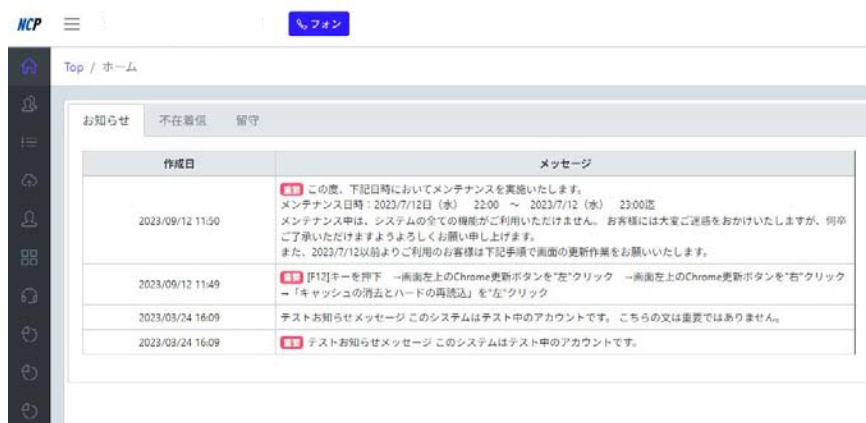 NCP
フォン
Top / ホーム
お知らせ
不在着信
留守
作成日
メッセージ
2023/09/12 11:50
重要 この度、下記日時においてメンテナンスを実施いたします。
メンテナンス日時：2023/7/12日（水） 22:00 ～ 2023/7/12（水） 23:00迄
メンテナンス中は、システムの全ての機能がご利用いただけません。 お客様には大変ご迷惑をおかけいたしますが、何卒
ご了承いただけますようよろしくお願い申し上げます。
また、2023/7/12以前よりご利用のお客様は下記手順で画面の更新作業をお願いいたします。
2023/09/12 11:49
重要 [F12]キーを押下 →画面左上のChrome更新ボタンを"左"クリック →画面左上のChrome更新ボタンを"右"クリック
→「キャッシュの消去とハードの再読込」を"左"クリック
2023/03/24 16:09
テストお知らせメッセージ このシステムはテスト中のアカウントです。 こちらの文は重要ではありません。
2023/03/24 16:09
重要 テストお知らせメッセージ このシステムはテスト中のアカウントです。